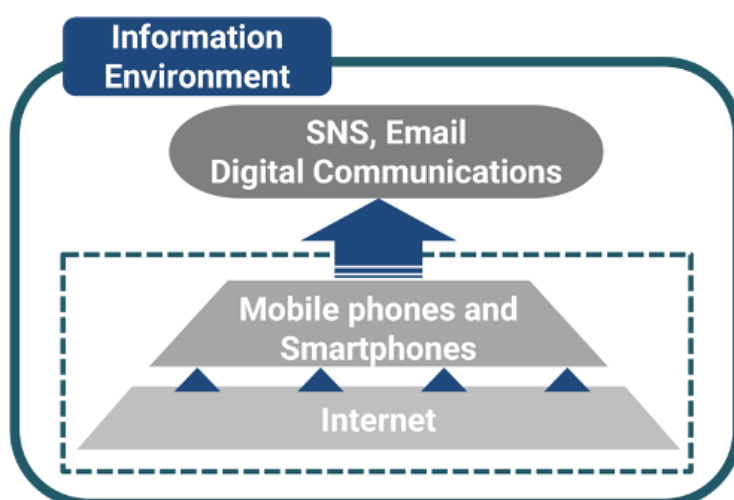 Information
Environment
SNS, Email
Digital Communications
Mobile phones and
Smartphones
Internet